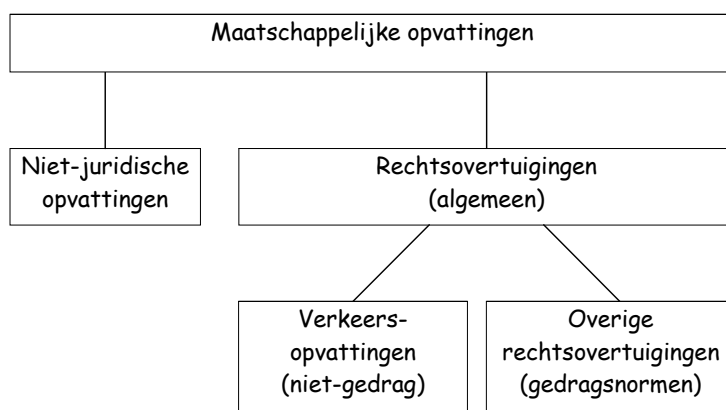 Maatschappelijke opvattingen
Niet-juridische
opvattingen
Rechtsovertuigingen
(algemeen)
Verkeers-
opvattingen
(niet-gedrag)
Overige
rechtsovertuigingen
(gedragsnormen)